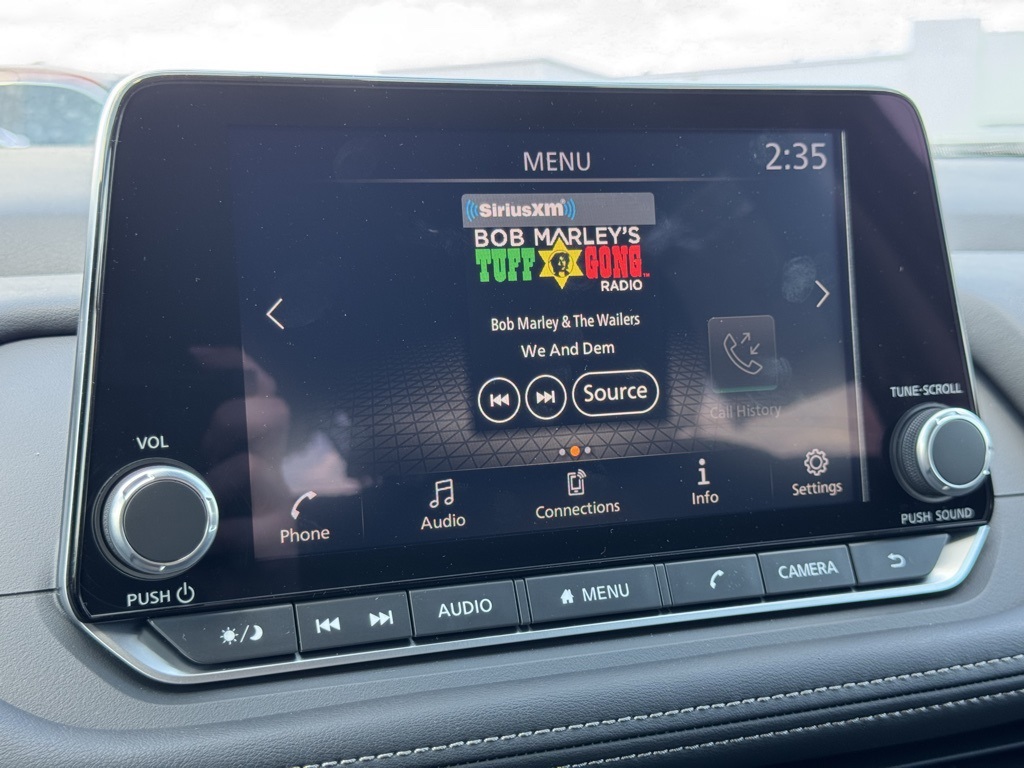 MENU
2:35
SiriusXM
BOB MARLEY'S
TUFF GONG
RADIO
Bob Marley & The Wailers
We And Dem
Source
Call History
TUNE·SCROLL
VOL
Phone
Audio
Connections
Info
Settings
PUSH SOUND
PUSH
AUDIO
MENU
CAMERA